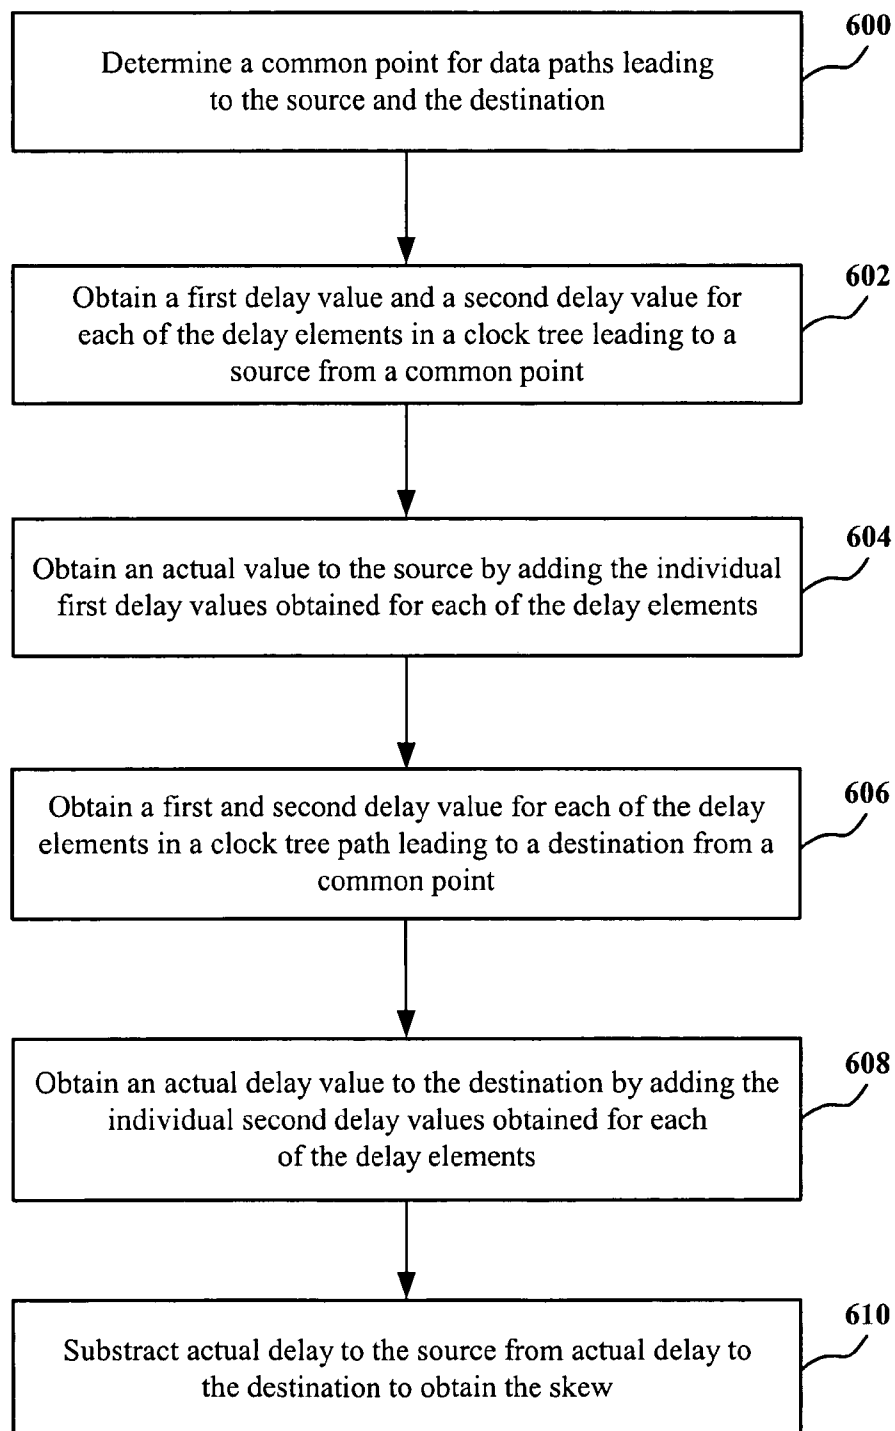 600
Determine a common point for data paths leading
to the source and the destination
602
Obtain a first delay value and a second delay value for
each of the delay elements in a clock tree leading to a
source from a common point
604
Obtain an actual value to the source by adding the individual
first delay values obtained for each of the delay elements
606
Obtain a first and second delay value for each of the delay
elements in a clock tree path leading to a destination from a
common point
608
Obtain an actual delay value to the destination by adding the
individual second delay values obtained for each
of the delay elements
610
Substract actual delay to the source from actual delay to
the destination to obtain the skew